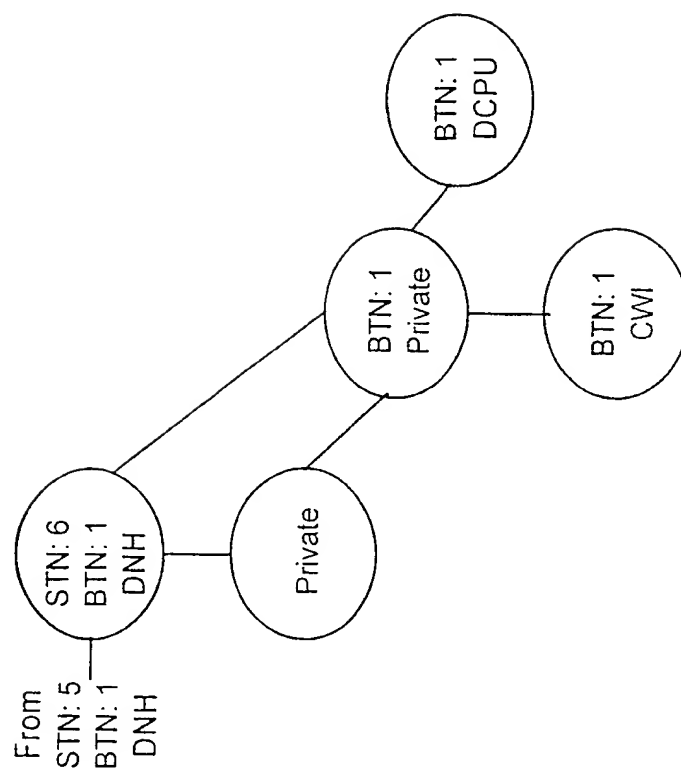 From
STN: 5
BTN: 1
DNH
STN: 6
BTN: 1
DNH
Private
BTN: 1
Private
BTN: 1
CWI
BTN: 1
DCPU